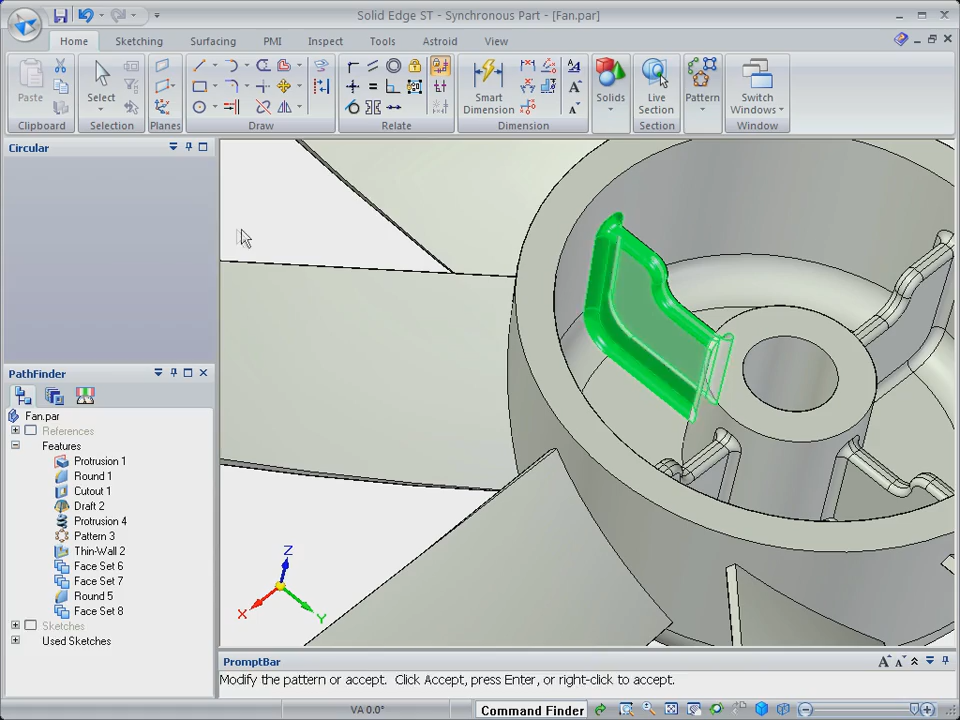 Solid Edge ST - Synchronous Part - [Fan.par]
Home Sketching Surfacing PMI Inspect Tools Astroid View
Paste
Select
Smart Dimension
Solids
Live Section
Pattern
Switch Windows
Clipboard Selection Planes Draw Relate Dimension Section Window
Circular
PathFinder
Fan.par
References
Features
Protrusion 1
Round 1
Cutout 1
Draft 2
Protrusion 4
Pattern 3
Thin-Wall 2
Face Set 6
Face Set 7
Round 5
Face Set 8
Sketches
Used Sketches
Z
X
Y
PromptBar
Modify the pattern or accept. Click Accept, press Enter, or right-click to accept.
VA 0.0°
Command Finder